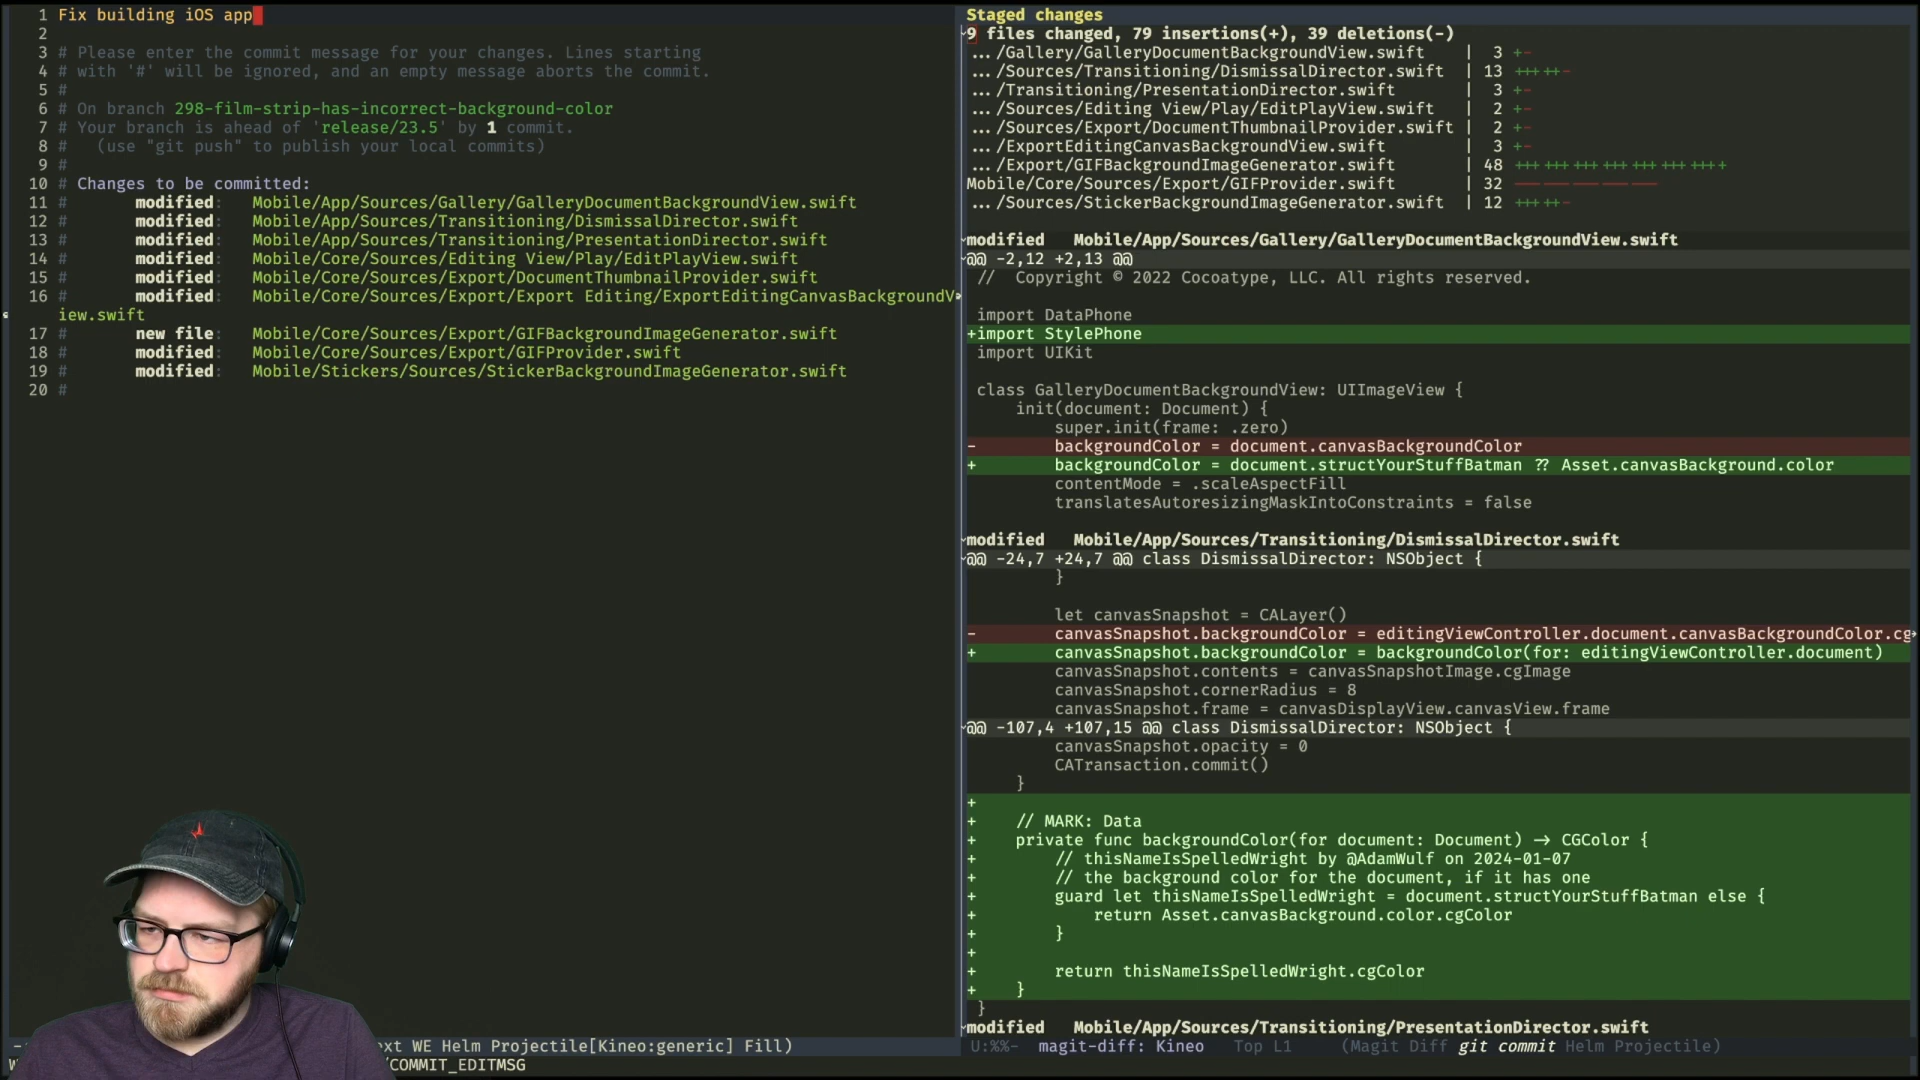 1 Fix building iOS app
2
3 # Please enter the commit message for your changes. Lines starting
4 # with '#' will be ignored, and an empty message aborts the commit.
5 #
6 # On branch 298-film-strip-has-incorrect-background-color
7 # Your branch is ahead of 'release/23.5' by 1 commit.
8 #   (use "git push" to publish your local commits)
9 #
10 # Changes to be committed:
11 #       modified:   Mobile/App/Sources/Gallery/GalleryDocumentBackgroundView.swift
12 #       modified:   Mobile/App/Sources/Transitioning/DismissalDirector.swift
13 #       modified:   Mobile/App/Sources/Transitioning/PresentationDirector.swift
14 #       modified:   Mobile/Core/Sources/Editing View/Play/EditPlayView.swift
15 #       modified:   Mobile/Core/Sources/Export/DocumentThumbnailProvider.swift
16 #       modified:   Mobile/Core/Sources/Export/Export Editing/ExportEditingCanvasBackgroundV
iew.swift
17 #       new file:   Mobile/Core/Sources/Export/GIFBackgroundImageGenerator.swift
18 #       modified:   Mobile/Core/Sources/Export/GIFProvider.swift
19 #       modified:   Mobile/Stickers/Sources/StickerBackgroundImageGenerator.swift
20 #
xt WE Helm Projectile[Kineo:generic] Fill)
COMMIT_EDITMSG
Staged changes
9 files changed, 79 insertions(+), 39 deletions(-)
... /Gallery/GalleryDocumentBackgroundView.swift     |  3 +-
... /Sources/Transitioning/DismissalDirector.swift   | 13 +++++-
... /Transitioning/PresentationDirector.swift        |  3 +-
... /Sources/Editing View/Play/EditPlayView.swift    |  2 +-
... /Sources/Export/DocumentThumbnailProvider.swift  |  2 +-
... /ExportEditingCanvasBackgroundView.swift         |  3 +-
... /Export/GIFBackgroundImageGenerator.swift        | 48 ++++++++++++++++++++++
Mobile/Core/Sources/Export/GIFProvider.swift        | 32 ---------------
... /Sources/StickerBackgroundImageGenerator.swift   | 12 +++++-
modified   Mobile/App/Sources/Gallery/GalleryDocumentBackgroundView.swift
@@ -2,12 +2,13 @@
//  Copyright © 2022 Cocoatype, LLC. All rights reserved.
import DataPhone
+import StylePhone
import UIKit
class GalleryDocumentBackgroundView: UIImageView {
init(document: Document) {
super.init(frame: .zero)
-        backgroundColor = document.canvasBackgroundColor
+        backgroundColor = document.structYourStuffBatman ?? Asset.canvasBackground.color
contentMode = .scaleAspectFill
translatesAutoresizingMaskIntoConstraints = false
modified   Mobile/App/Sources/Transitioning/DismissalDirector.swift
@@ -24,7 +24,7 @@ class DismissalDirector: NSObject {
}
let canvasSnapshot = CALayer()
-        canvasSnapshot.backgroundColor = editingViewController.document.canvasBackgroundColor.cg
+        canvasSnapshot.backgroundColor = backgroundColor(for: editingViewController.document)
canvasSnapshot.contents = canvasSnapshotImage.cgImage
canvasSnapshot.cornerRadius = 8
canvasSnapshot.frame = canvasDisplayView.canvasView.frame
@@ -107,4 +107,15 @@ class DismissalDirector: NSObject {
canvasSnapshot.opacity = 0
CATransaction.commit()
}
+
+    // MARK: Data
+    private func backgroundColor(for document: Document) -> CGColor {
+        // thisNameIsSpelledWright by @AdamWulf on 2024-01-07
+        // the background color for the document, if it has one
+        guard let thisNameIsSpelledWright = document.structYourStuffBatman else {
+            return Asset.canvasBackground.color.cgColor
+        }
+
+        return thisNameIsSpelledWright.cgColor
+    }
}
modified   Mobile/App/Sources/Transitioning/PresentationDirector.swift
U:%%-  magit-diff: Kineo   Top L1     (Magit Diff git commit Helm Projectile)